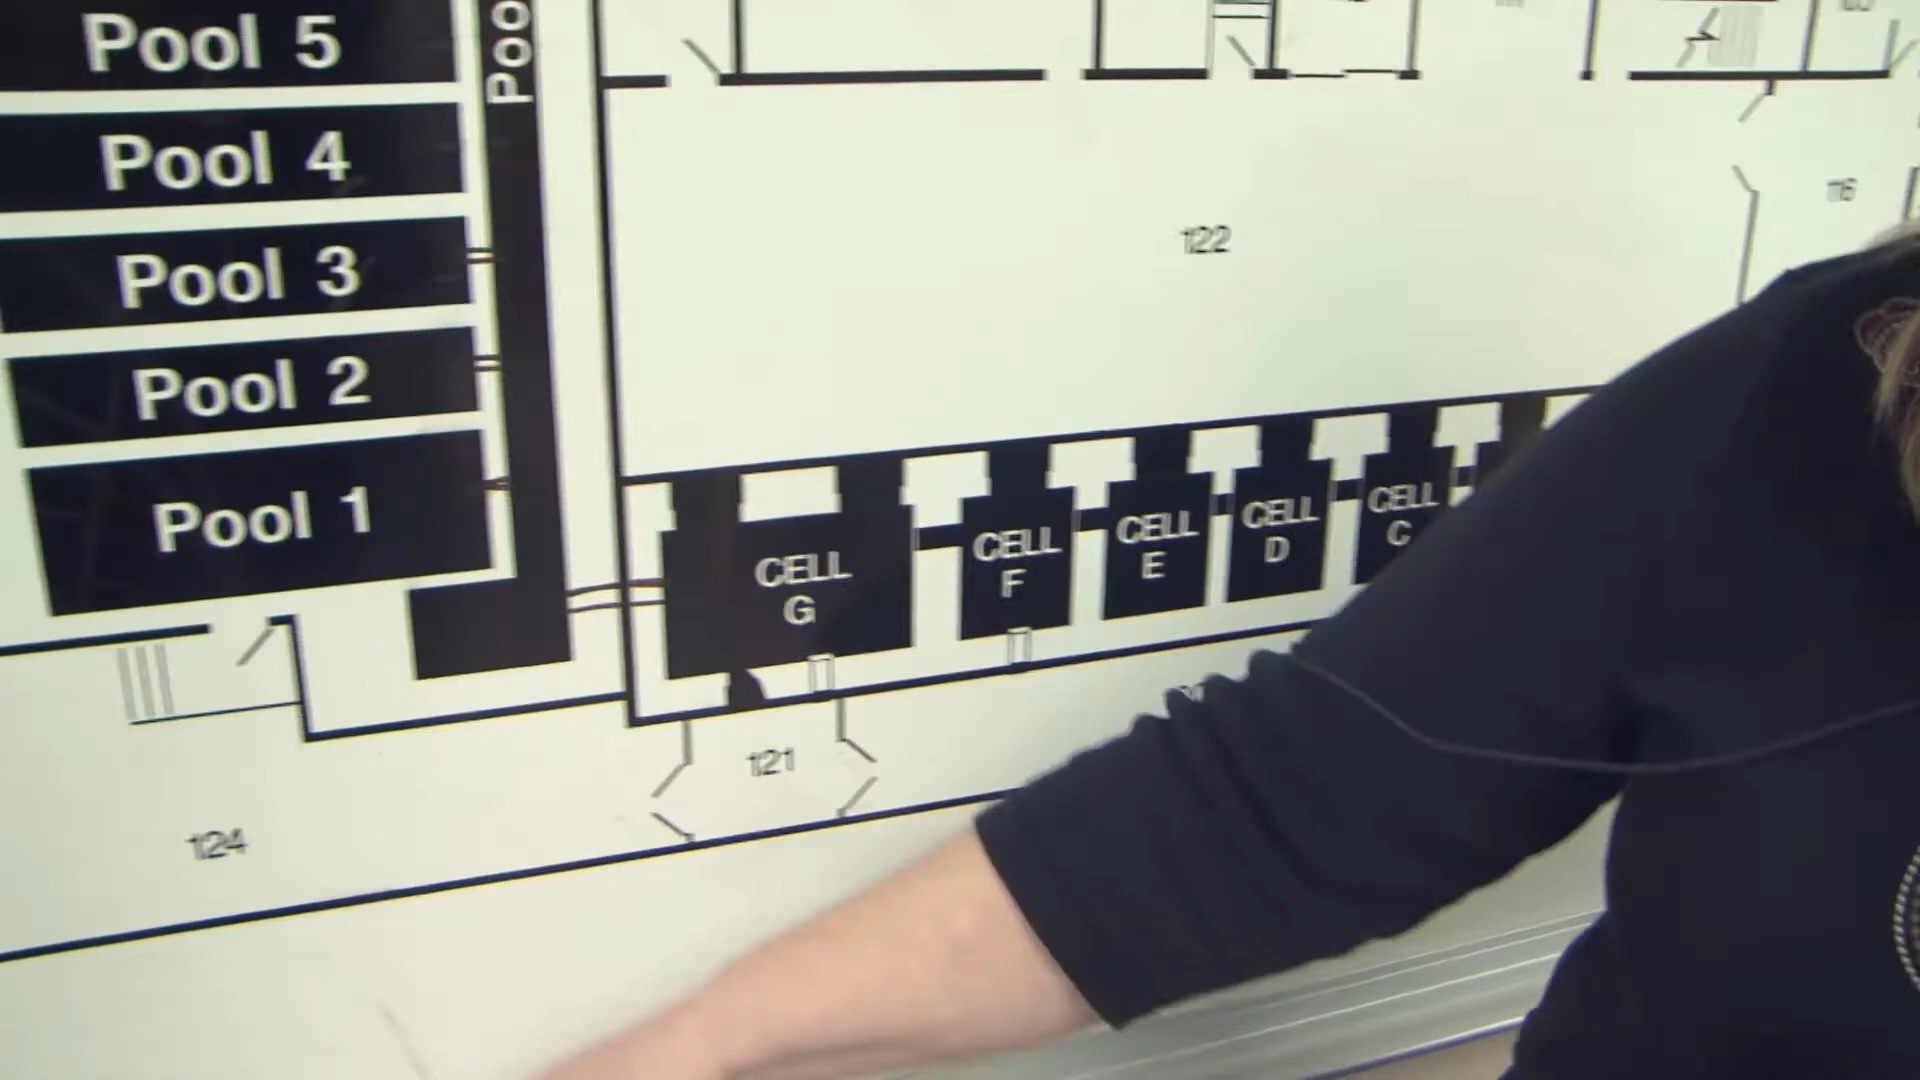 Pool 5
Poo
Pool 4
Pool 3
Pool 2
Pool 1
122
116
CELL
G
CELL
F
CELL
E
CELL
D
CELL
C
121
124